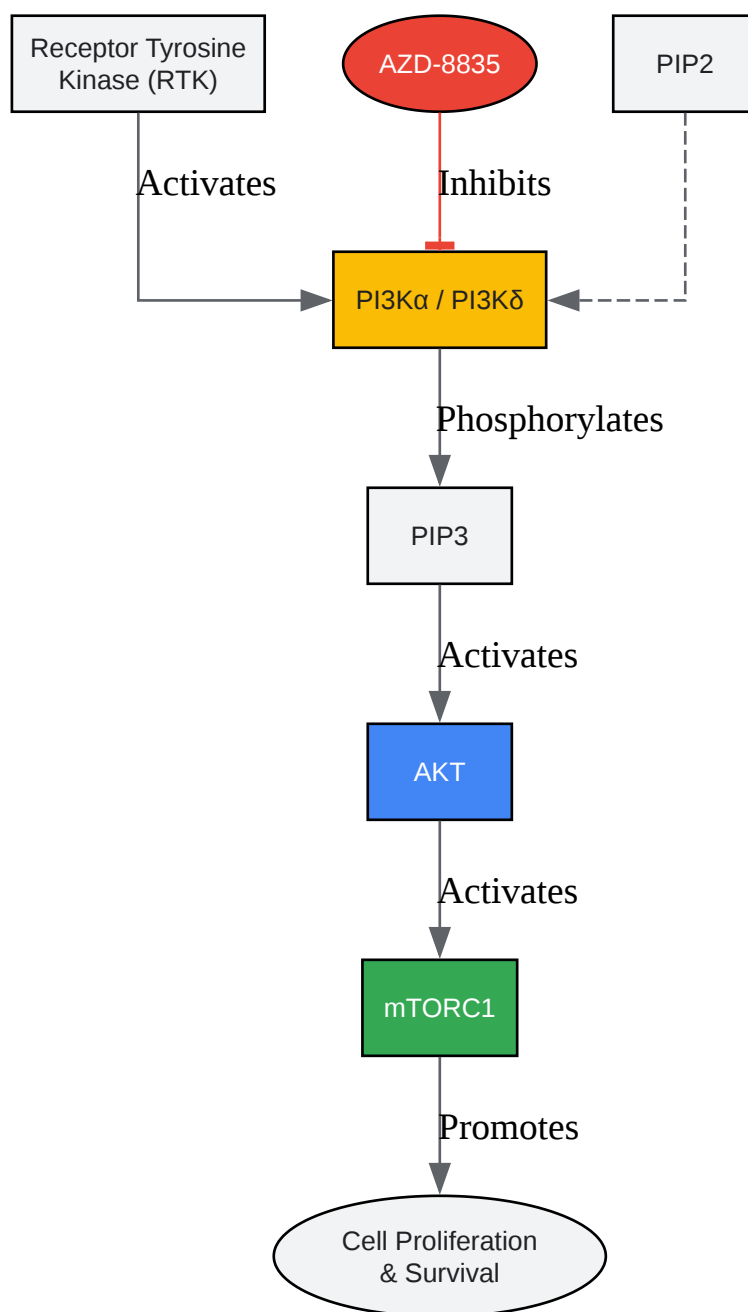 Receptor Tyrosine
Kinase (RTK)
AZD-8835
PIP2
Activates
Inhibits
PI3Kα / PI3Kδ
Phosphorylates
PIP3
Activates
AKT
Activates
mTORC1
Promotes
Cell Proliferation
& Survival